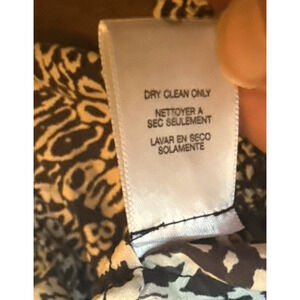 DRY CLEAN ONLY
NETTOYER A
SEC SEULEMENT
LAVAR EN SECO
SOLAMENTE